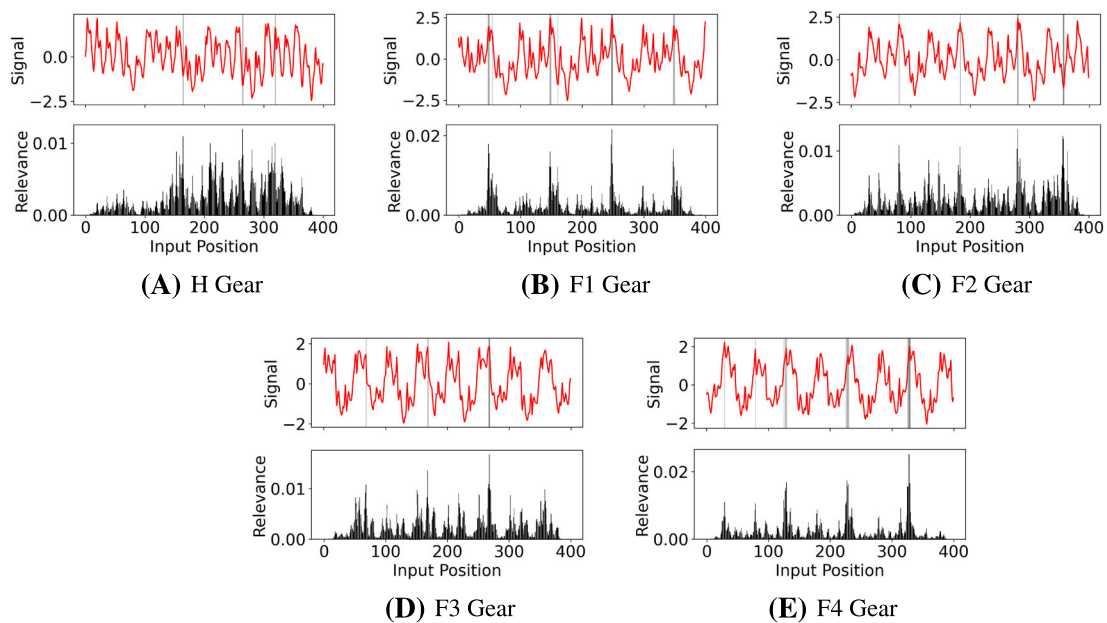 Signal
0.0
−2.5
Relevance
0.01
0.00
0 100 200 300 400
Input Position
(A) H Gear
Signal
2.5
0.0
−2.5
Relevance
0.02
0.00
0 100 200 300 400
Input Position
(B) F1 Gear
Signal
2.5
0.0
−2.5
Relevance
0.01
0.00
0 100 200 300 400
Input Position
(C) F2 Gear
Signal
2
0
−2
Relevance
0.01
0.00
0 100 200 300 400
Input Position
(D) F3 Gear
Signal
2
0
−2
Relevance
0.02
0.00
0 100 200 300 400
Input Position
(E) F4 Gear